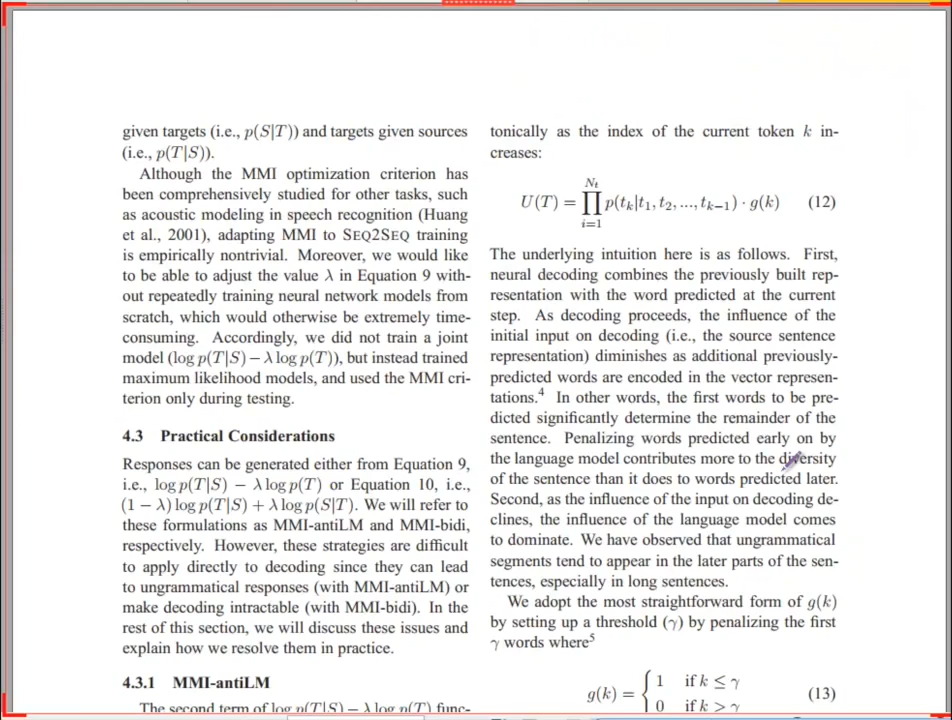 given targets (i.e., p(S|T)) and targets given sources
(i.e., p(T|S)).
Although the MMI optimization criterion has
been comprehensively studied for other tasks, such
as acoustic modeling in speech recognition (Huang
et al., 2001), adapting MMI to SEQ2SEQ training
is empirically nontrivial. Moreover, we would like
to be able to adjust the value λ in Equation 9 with-
out repeatedly training neural network models from
scratch, which would otherwise be extremely time-
consuming. Accordingly, we did not train a joint
model (log p(T|S) − λ log p(T)), but instead trained
maximum likelihood models, and used the MMI cri-
terion only during testing.
4.3 Practical Considerations
Responses can be generated either from Equation 9,
i.e., log p(T|S) − λ log p(T) or Equation 10, i.e.,
(1 − λ) log p(T|S) + λ log p(S|T). We will refer to
these formulations as MMI-antiLM and MMI-bidi,
respectively. However, these strategies are difficult
to apply directly to decoding since they can lead
to ungrammatical responses (with MMI-antiLM) or
make decoding intractable (with MMI-bidi). In the
rest of this section, we will discuss these issues and
explain how we resolve them in practice.
4.3.1 MMI-antiLM
The second term of log p(T|S) − λ log p(T) func-
tonically as the index of the current token k in-
creases:
U(T) = ∏_{i=1}^{N_t} p(t_k|t_1, t_2, ..., t_{k−1}) · g(k) (12)
The underlying intuition here is as follows. First,
neural decoding combines the previously built rep-
resentation with the word predicted at the current
step. As decoding proceeds, the influence of the
initial input on decoding (i.e., the source sentence
representation) diminishes as additional previously-
predicted words are encoded in the vector represen-
tations.⁴ In other words, the first words to be pre-
dicted significantly determine the remainder of the
sentence. Penalizing words predicted early on by
the language model contributes more to the diversity
of the sentence than it does to words predicted later.
Second, as the influence of the input on decoding de-
clines, the influence of the language model comes
to dominate. We have observed that ungrammatical
segments tend to appear in the later parts of the sen-
tences, especially in long sentences.
We adopt the most straightforward form of g(k)
by setting up a threshold (γ) by penalizing the first
γ words where⁵
g(k) = { 1 if k ≤ γ (13)
0 if k > γ